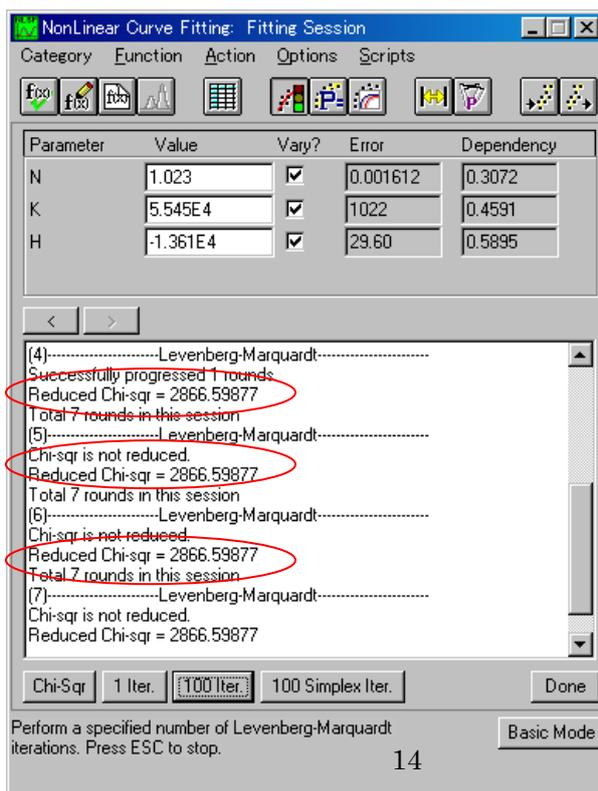 NonLinear Curve Fitting: Fitting Session
Category Function Action Options Scripts
Parameter Value Vary? Error Dependency
N 1.023 0.001612 0.3072
K 5.545E4 1022 0.4591
H -1.361E4 29.60 0.5895
< >
(4)-----------------------Levenberg-Marquardt-----------------------
Successfully progressed 1 rounds
Reduced Chi-sqr = 2866.59877
Total 7 rounds in this session
(5)-----------------------Levenberg-Marquardt-----------------------
Chi-sqr is not reduced.
Reduced Chi-sqr = 2866.59877
Total 7 rounds in this session
(6)-----------------------Levenberg-Marquardt-----------------------
Chi-sqr is not reduced.
Reduced Chi-sqr = 2866.59877
Total 7 rounds in this session
(7)-----------------------Levenberg-Marquardt-----------------------
Chi-sqr is not reduced.
Reduced Chi-sqr = 2866.59877
Chi-Sqr 1 Iter. 100 Iter. 100 Simplex Iter. Done
Perform a specified number of Levenberg-Marquardt
iterations. Press ESC to stop.
Basic Mode
14